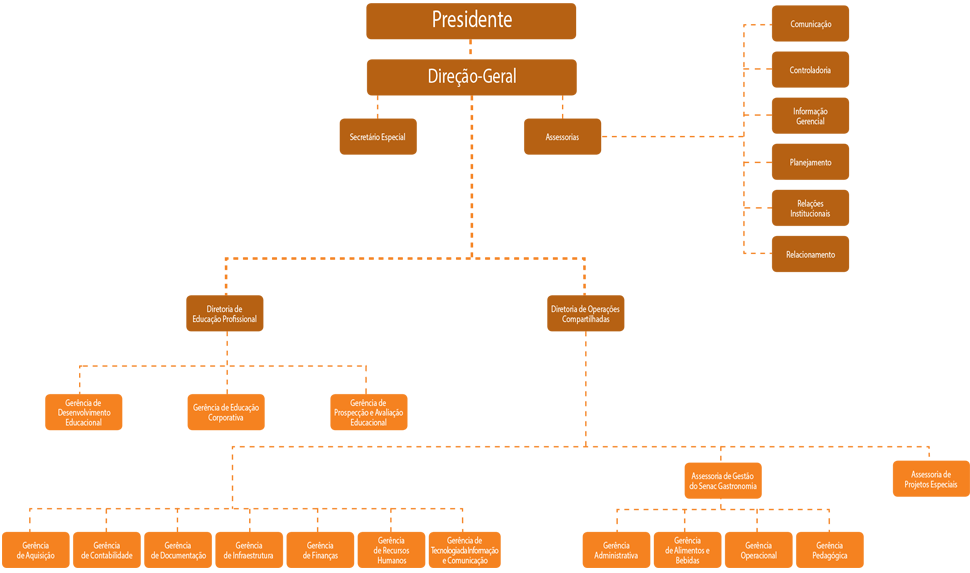 Presidente
Direção-Geral
Secretário Especial
Assessorias
Comunicação
Controladoria
Informação
Gerencial
Planejamento
Relações
Institucionais
Relacionamento
Diretoria de
Educação Profissional
Diretoria de Operações
Compartilhadas
Gerência de
Desenvolvimento
Educacional
Gerência de Educação
Corporativa
Gerência de
Prospecção e Avaliação
Educacional
Assessoria de Gestão
do Senac Gastronomia
Assessoria de
Projetos Especiais
Gerência
de Aquisição
Gerência
de Contabilidade
Gerência
de Documentação
Gerência
de Infraestrutura
Gerência
de Finanças
Gerência
de Recursos
Humanos
Gerência de
Tecnologia da Informação
e Comunicação
Gerência
Administrativa
Gerência
de Alimentos e
Bebidas
Gerência
Operacional
Gerência
Pedagógica